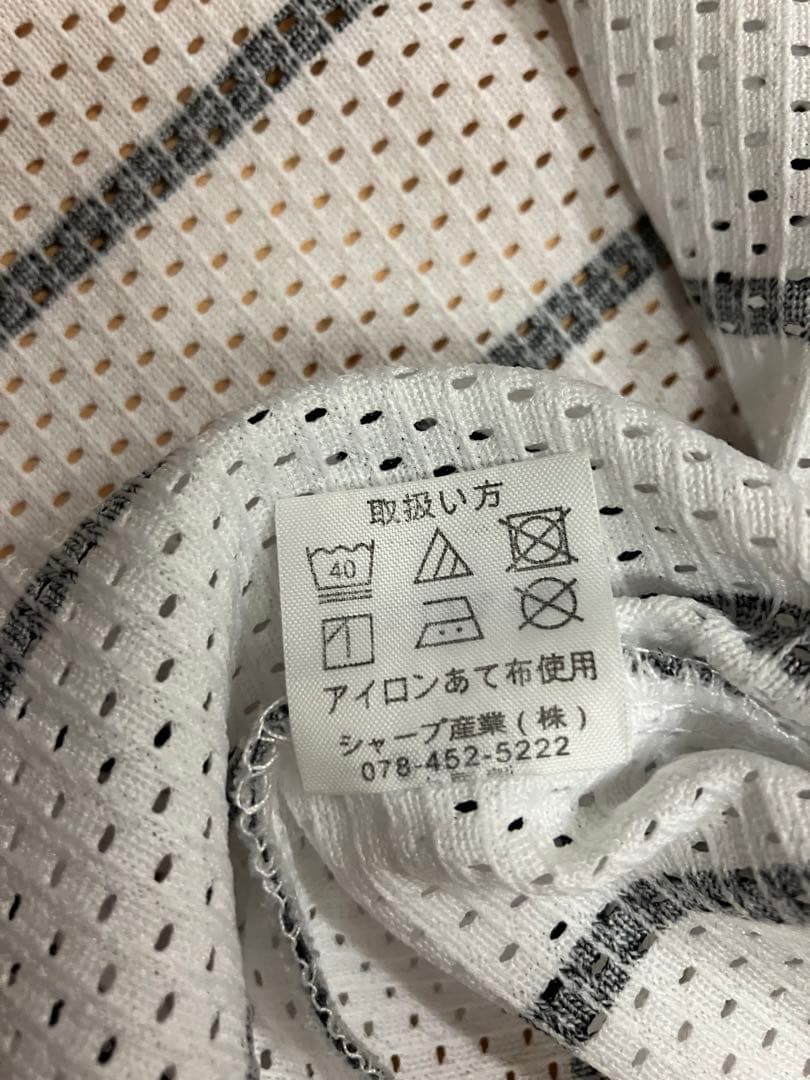 取扱い方
40
アイロンあて布使用
シャープ産業(株)
078-452-5222